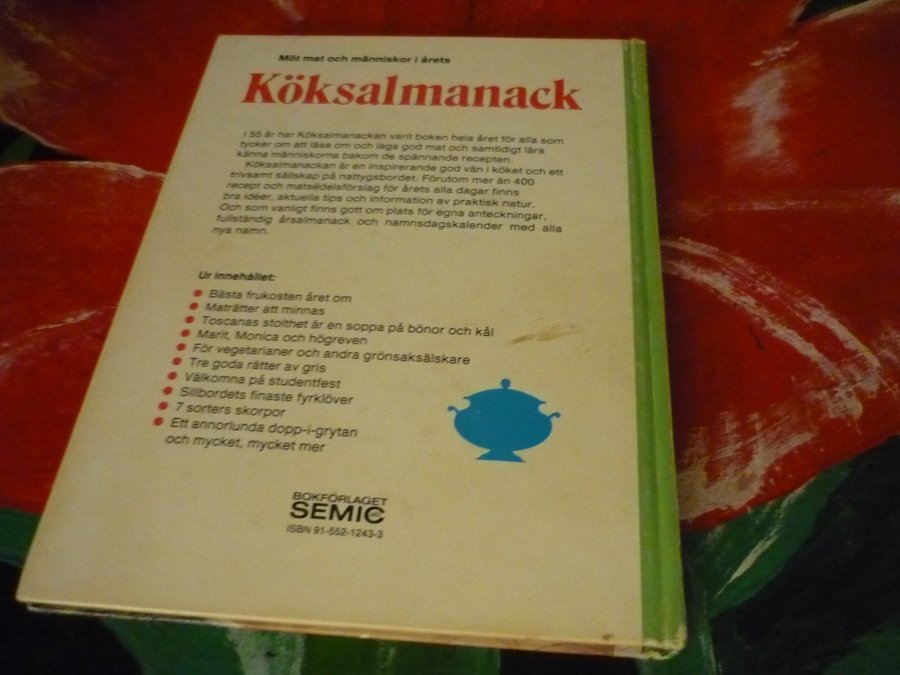 Möt mat och människor i årets
Köksalmanack
I 55 år har Köksalmanackan varit boken hela året för alla som
tycker om att läsa om och laga god mat och samtidigt lära
känna människorna bakom de spännande recepten.
Köksalmanackan är en inspirerande god vän i köket och ett
trivsamt sällskap på nattygsbordet. Förutom mer än 400
recept och matsedelsförslag för årets alla dagar finns
bra idéer, aktuella tips och information av praktisk natur.
Och som vanligt finns gott om plats för egna anteckningar,
fullständig årsalmanack och namnsdagskalender med alla
nya namn.
Ur innehållet:
• Bästa frukosten året om
• Maträtter att minnas
• Toscanas stolthet är en soppa på bönor och kål
• Marit, Monica och högreven
• För vegetarianer och andra grönsaksälskare
• Tre goda rätter av gris
• Välkomna på studentfest
• Sillbordets finaste fyrklöver
• 7 sorters skorpor
• Ett annorlunda dopp-i-grytan
och mycket, mycket mer
BOKFÖRLAGET
SEMIC
ISBN 91-552-1243-3